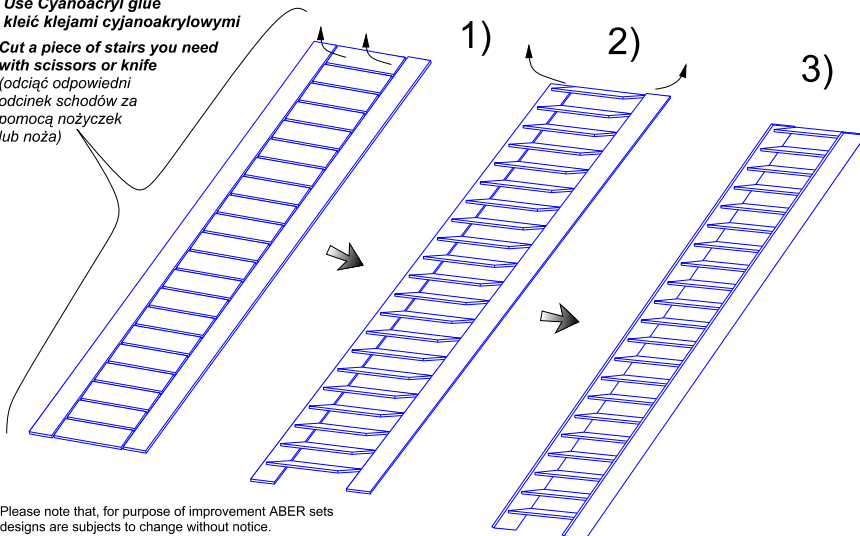 Use Cyanoacryl glue
kleić klejami cyjanoakrylowymi
Cut a piece of stairs you need
with scissors or knife
(odciąć odpowiedni
odcinek schodów za
pomocą nożyczek
lub noża)
1)
2)
3)
Please note that, for purpose of improvement ABER sets
designs are subjects to change without notice.